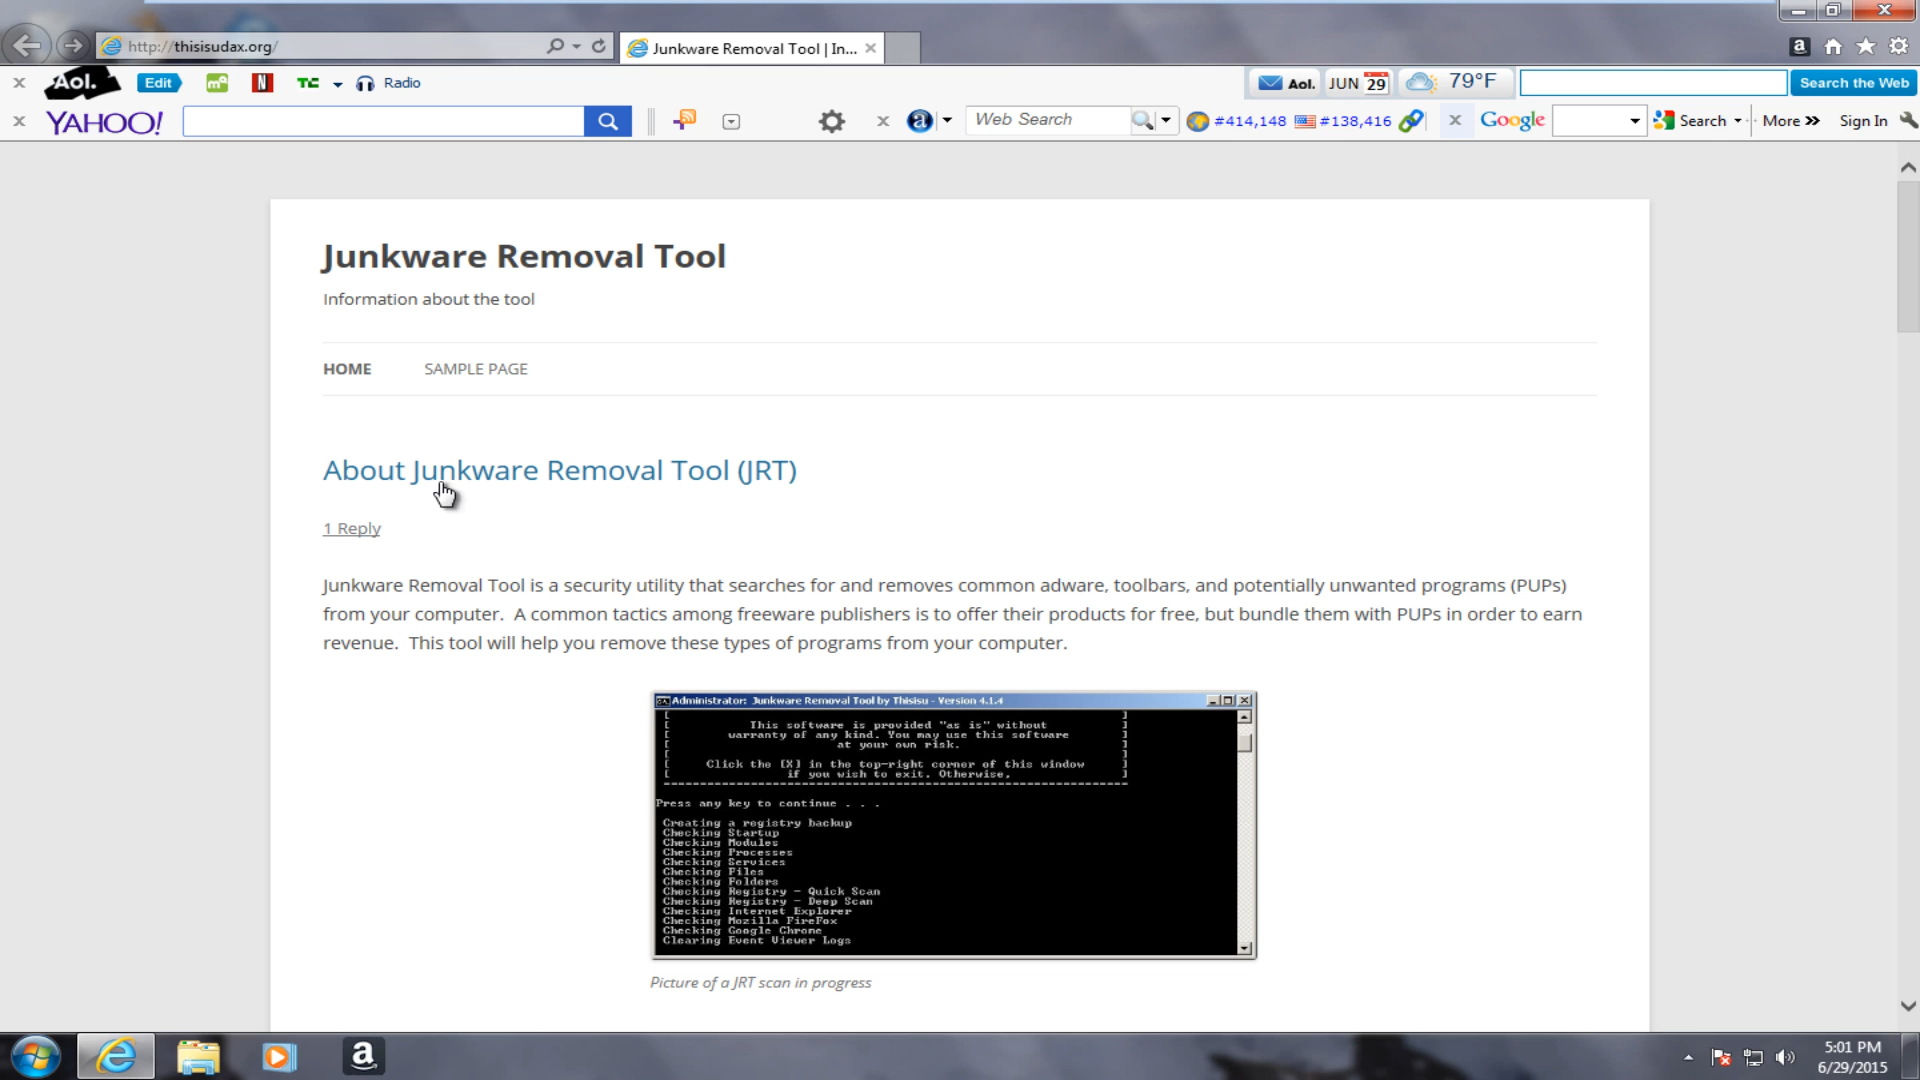 http://thisisudax.org/
Junkware Removal Tool | In...
a
Aol.
Edit
m
N
TC
Radio
Aol.
JUN 29
79°F
Search the Web
YAHOO!
a
Web Search
#414,148
#138,416
Google
Search
More »
Sign In
Junkware Removal Tool
Information about the tool
HOME
SAMPLE PAGE
About Junkware Removal Tool (JRT)
1 Reply
Junkware Removal Tool is a security utility that searches for and removes common adware, toolbars, and potentially unwanted programs (PUPs)
from your computer. A common tactics among freeware publishers is to offer their products for free, but bundle them with PUPs in order to earn
revenue. This tool will help you remove these types of programs from your computer.
Administrator: Junkware Removal Tool by Thisisu - Version 4.1.4
[ ]
[ This software is provided "as is" without ]
[ warranty of any kind. You may use this software ]
[ at your own risk. ]
[ ]
[ Click the [X] in the top-right corner of this window ]
[ if you wish to exit. Otherwise, ]
Press any key to continue . . .
Creating a registry backup
Checking Startup
Checking Modules
Checking Processes
Checking Services
Checking Files
Checking Folders
Checking Registry - Quick Scan
Checking Registry - Deep Scan
Checking Internet Explorer
Checking Mozilla FireFox
Checking Google Chrome
Clearing Event Viewer Logs
Picture of a JRT scan in progress
a
5:01 PM
6/29/2015